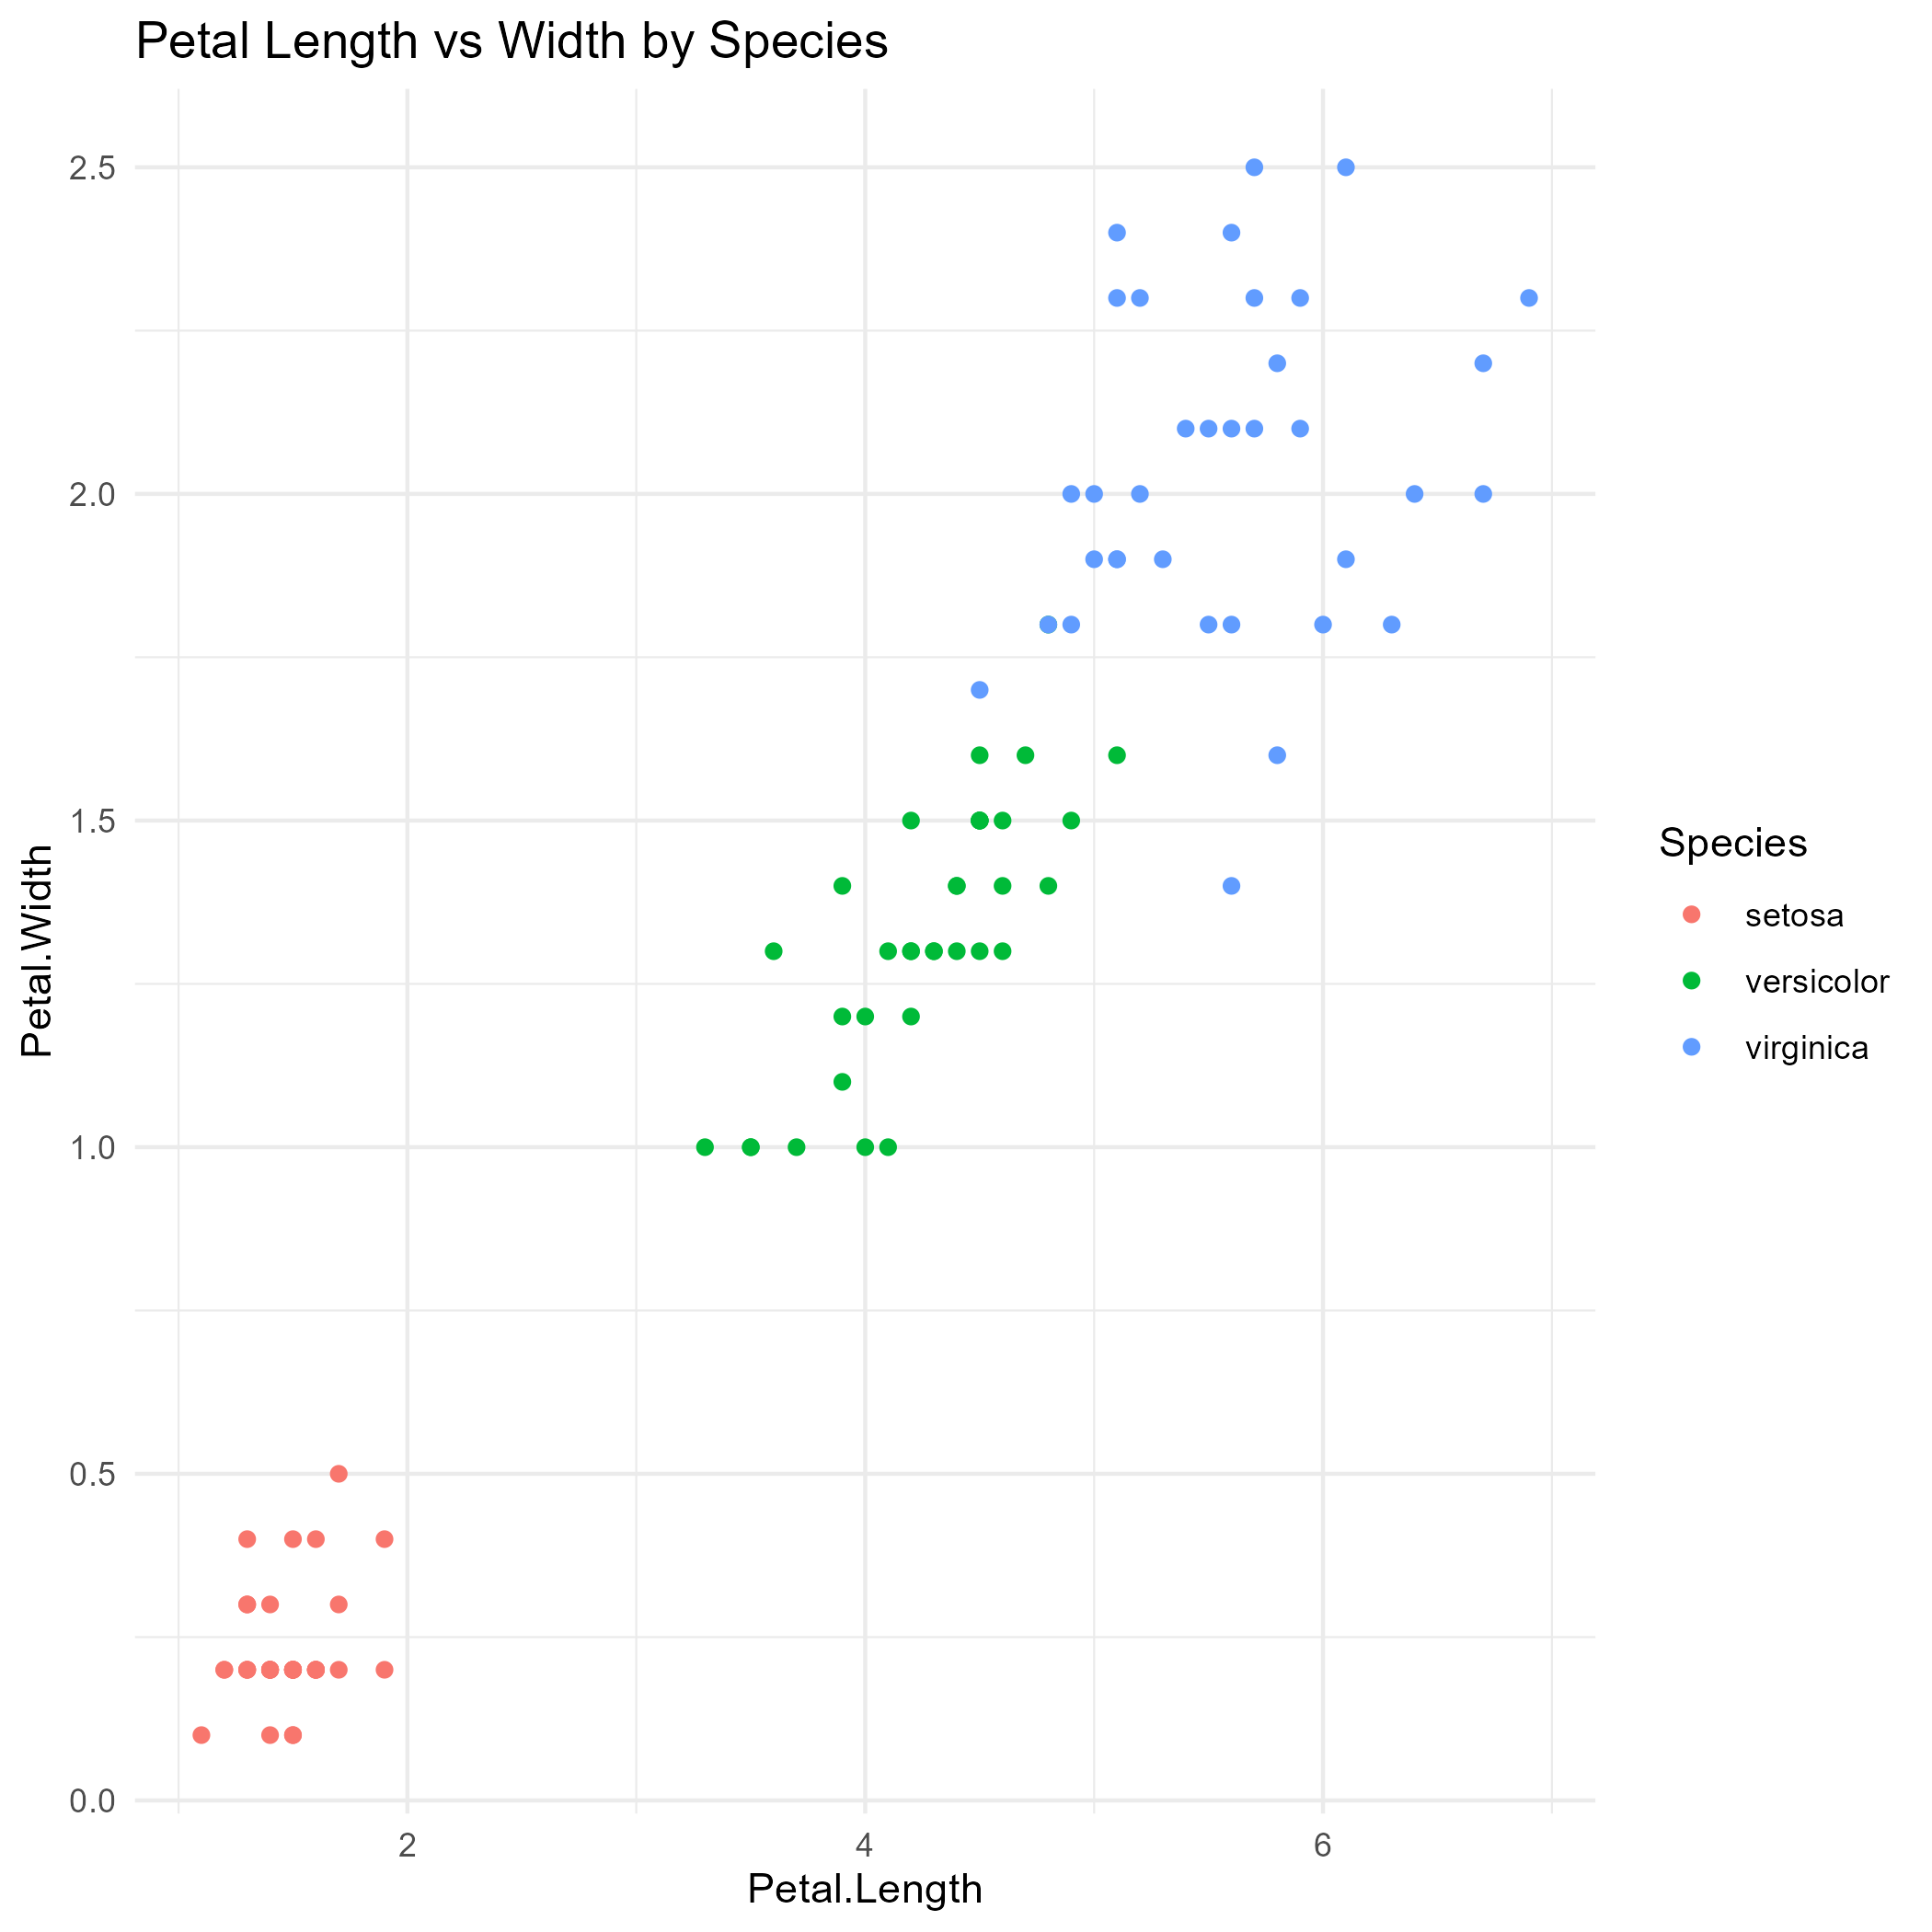 Petal Length vs Width by Species
2.5
2.0
1.5
1.0
0.5
0.0
Petal.Width
2 4 6
Petal.Length
Species
setosa
versicolor
virginica